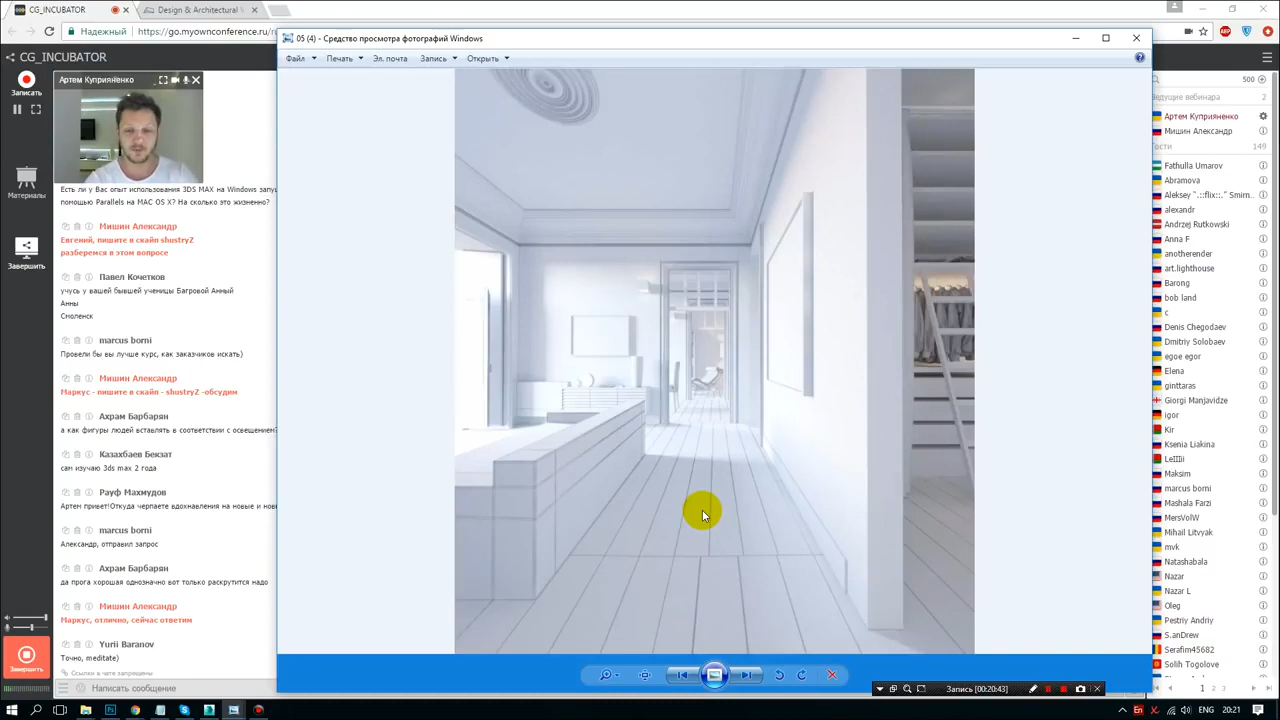 CG_INCUBATOR
Design & Architectural V
Надежный
https://go.myownconference.ru/ru
ABP
CG_INCUBATOR
05 (4) - Средство просмотра фотографий Windows
Файл
Печать
Эл. почта
Запись
Открыть
Записать
Материалы
Завершить
Завершить
Артем Куприяненко
Есть ли у Вас опыт использования 3DS MAX на Windows запу
помощью Parallels на MAC OS X? На сколько это жизненно?
Мишин Александр
Евгений, пишите в скайп shustryZ
разберемся в этом вопросе
Павел Кочетков
учусь у вашей бывшей ученицы Багровой Анный
Анны
Смоленск
marcus borni
Провели бы вы лучше курс, как заказчиков искать)
Мишин Александр
Маркус - пишите в скайп - shustryZ -обсудим
Ахрам Барбарян
а как фигуры людей вставлять в соответствии с освещением?
Казахбаев Бекзат
сам изучаю 3ds max 2 года
Рауф Махмудов
Артем привет!Откуда черпаете вдохнавления на новые и нов
marcus borni
Александр, отправил запрос
Ахрам Барбарян
да прога хорошая однозначно вот только раскрутится надо
Мишин Александр
Маркус, отлично, сейчас ответим
Yurii Baranov
Точно, meditate)
Ссылки в чате запрещены
Написать сообщение
500
едущие вебинара 2
Артем Куприяненко
Мишин Александр
ости 149
Fathulla Umarov
Abramova
Aleksey ".::flix::." Smirn..
alexandr
Andrzej Rutkowski
Anna F
anotherender
art.lighthouse
Barong
bob land
c
Denis Chegodaev
Dmitriy Solobaev
egoe egor
Elena
ginttaras
Giorgi Manjavidze
igor
Kir
Ksenia Liakina
LeIIIii
Maksim
marcus borni
Mashala Farzi
MersVolW
Mihail Litvyak
mvk
Natashabala
Nazar
Nazar L
Oleg
Pestriy Andriy
S.anDrew
Serafim45682
Solih Togolove
1 2 3
Запись [00:20:43]
ENG
20:21